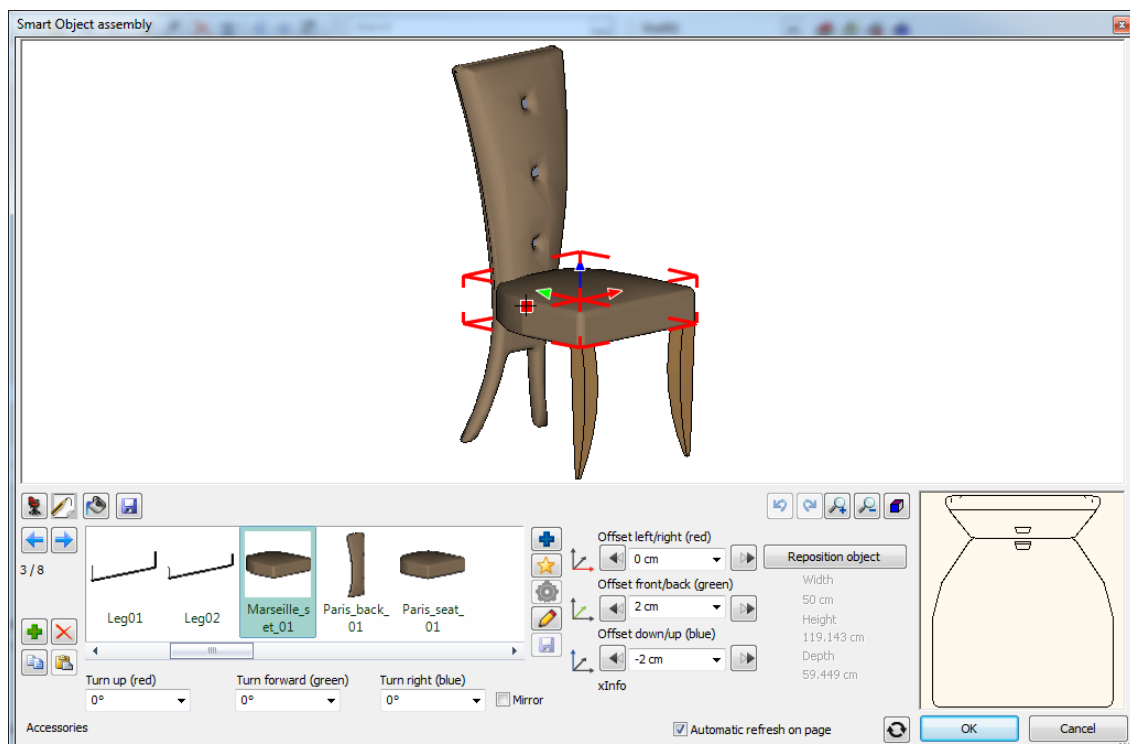 Smart Object assembly
3 / 8
Leg01
Leg02
Marseille_s
et_01
Paris_back_
01
Paris_seat_
01
Offset left/right (red)
0 cm
Offset front/back (green)
2 cm
Offset down/up (blue)
-2 cm
xInfo
Reposition object
Width
50 cm
Height
119.143 cm
Depth
59.449 cm
Turn up (red)
Turn forward (green)
Turn right (blue)
0°
0°
0°
Mirror
Accessories
Automatic refresh on page
OK
Cancel